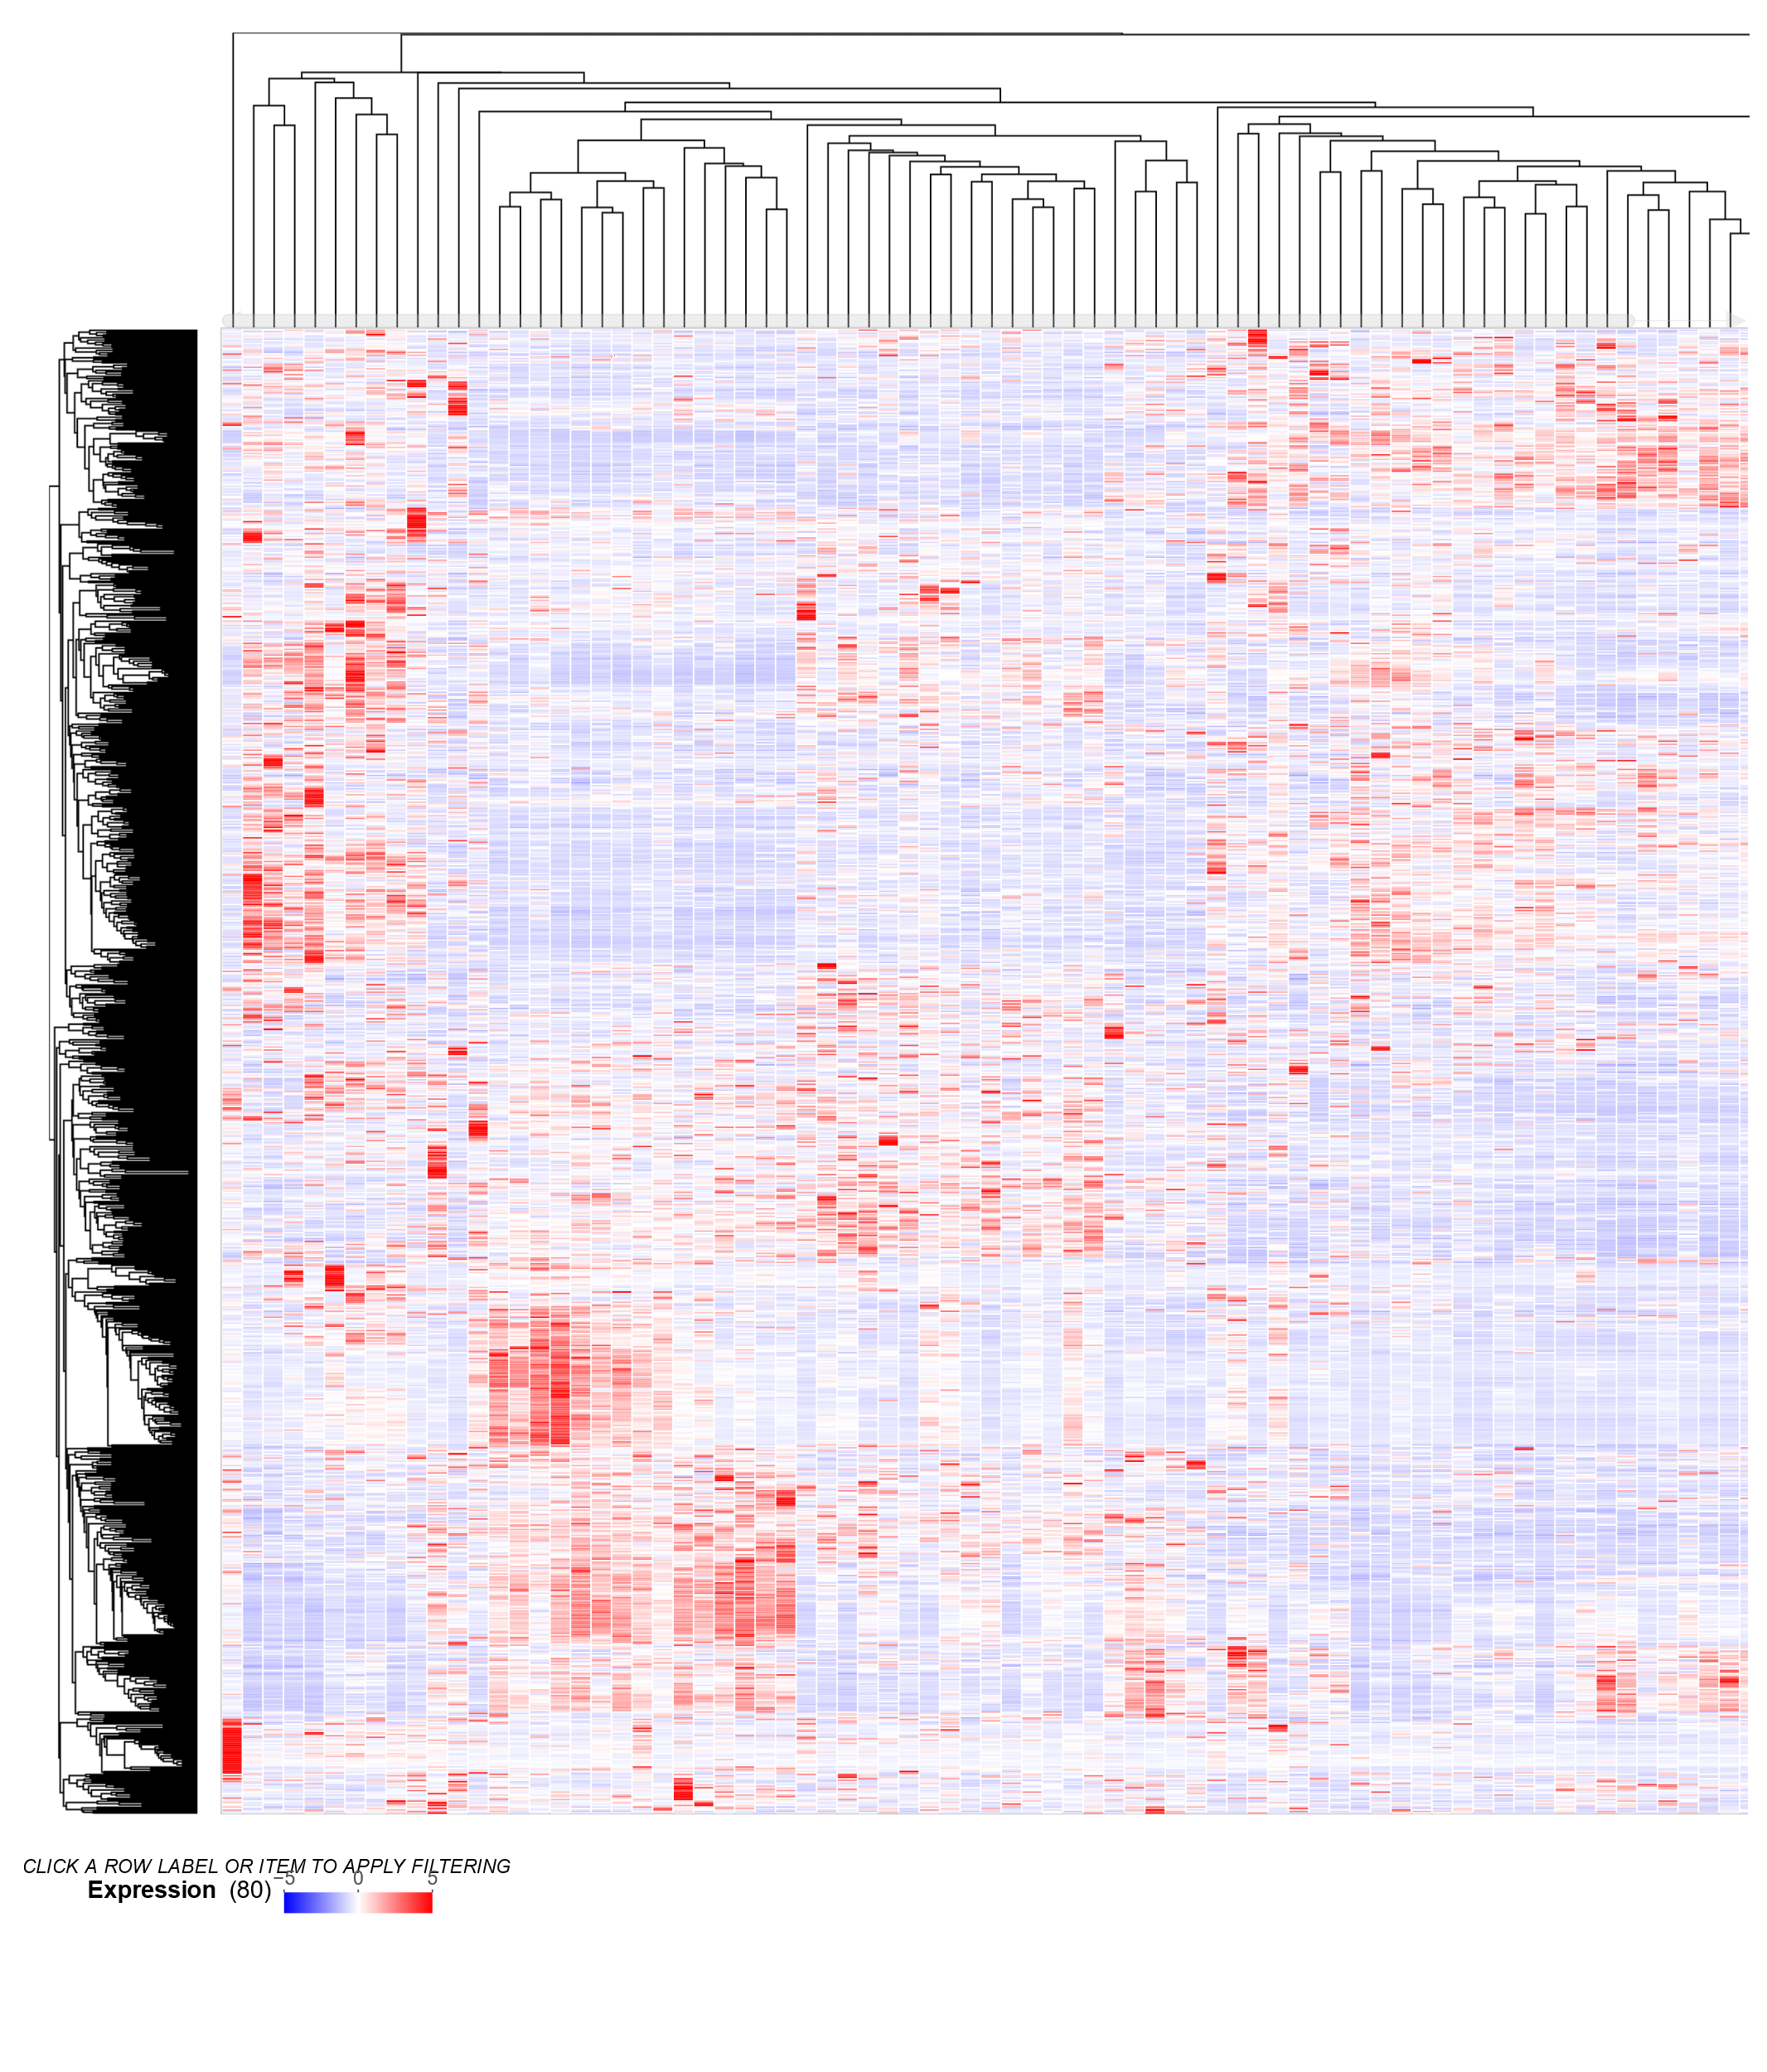 CLICK A ROW LABEL OR ITEM TO APPLY FILTERING
−5 0 5
Expression (80)